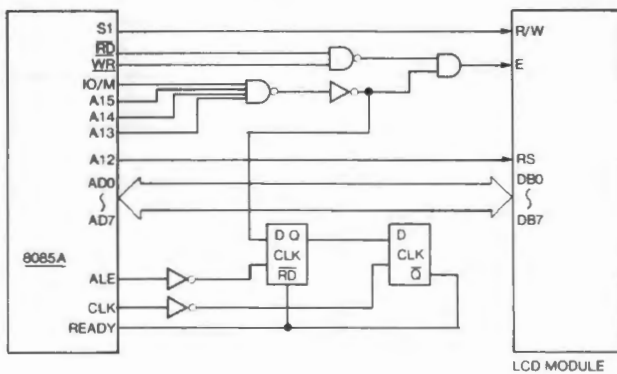 S1
R/W
RD
WR
E
IO/M
A15
A14
A13
A12
RS
AD0
DB0
AD7
DB7
D Q
D
CLK
CLK
RD
Q
8085A
ALE
CLK
READY
LCD MODULE